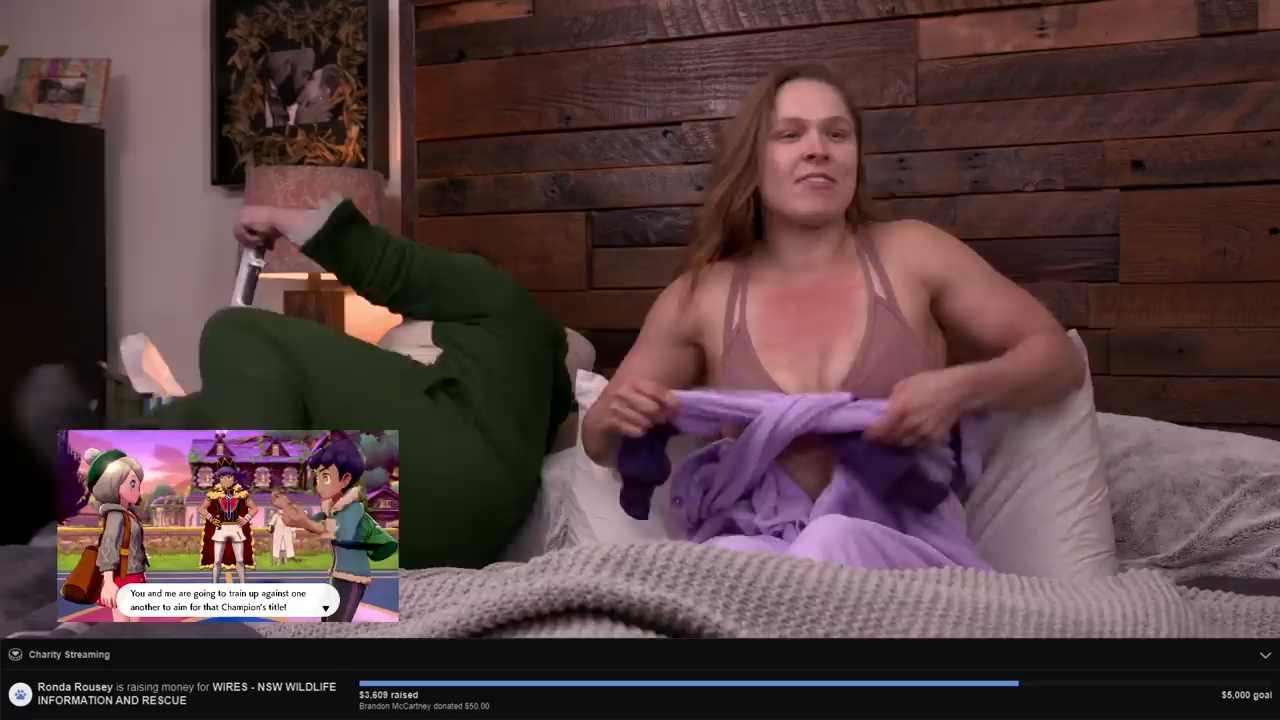 You and me are going to train up against one
another to aim for that Champion's title!
Charity Streaming
Ronda Rousey is raising money for WIRES - NSW WILDLIFE
INFORMATION AND RESCUE
$3,609 raised
$5,000 goal
Brandon McCartney donated $50.00